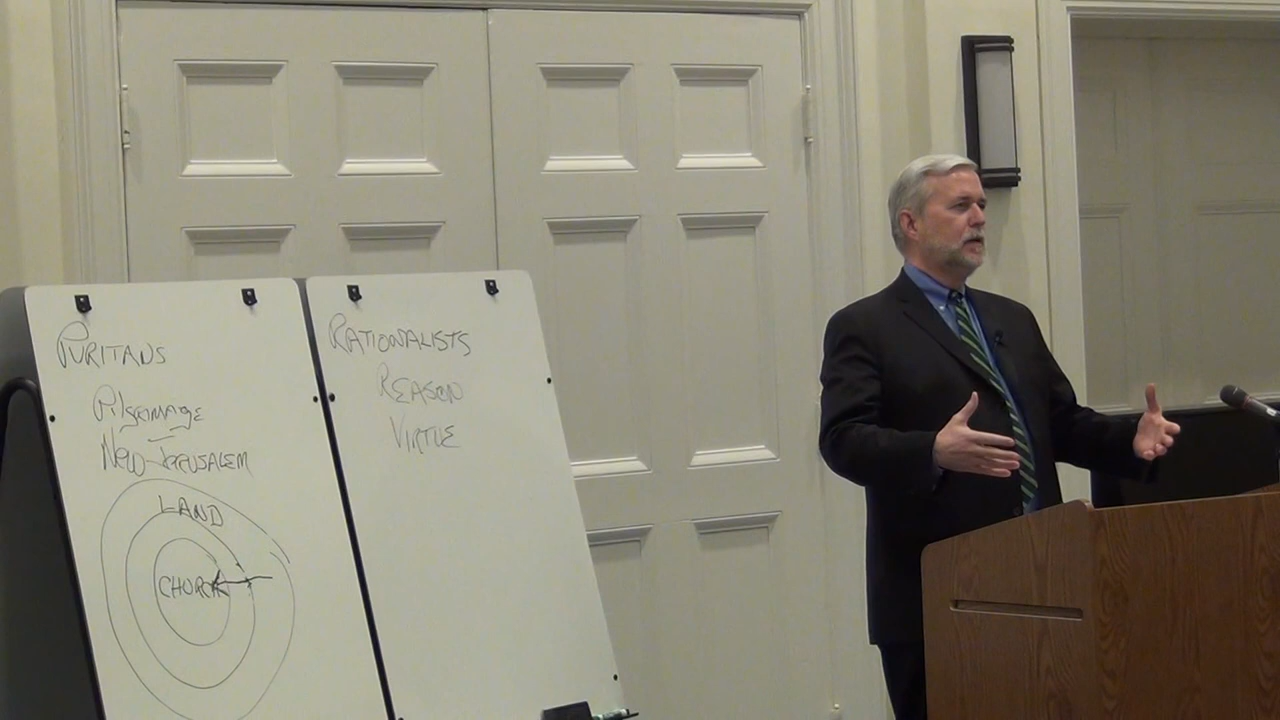 PURITANS
PilgRimAge
New-JERUSALEM
LAND
CHURCH
RATIONALISTS
REASON
VIRTUE